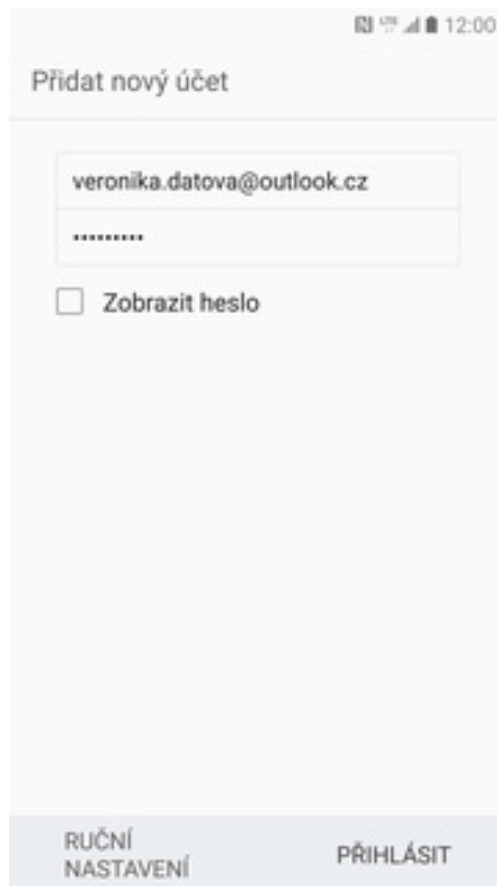 12:00
Přidat nový účet
veronika.datova@outlook.cz
•••••••••
Zobrazit heslo
RUČNÍ
NASTAVENÍ
PŘIHLÁSIT